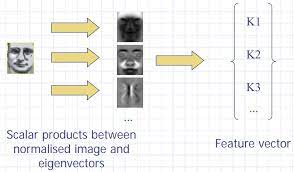 K1
K2
K3
...
...
Scalar products between
normalised image and
eigenvectors
Feature vector